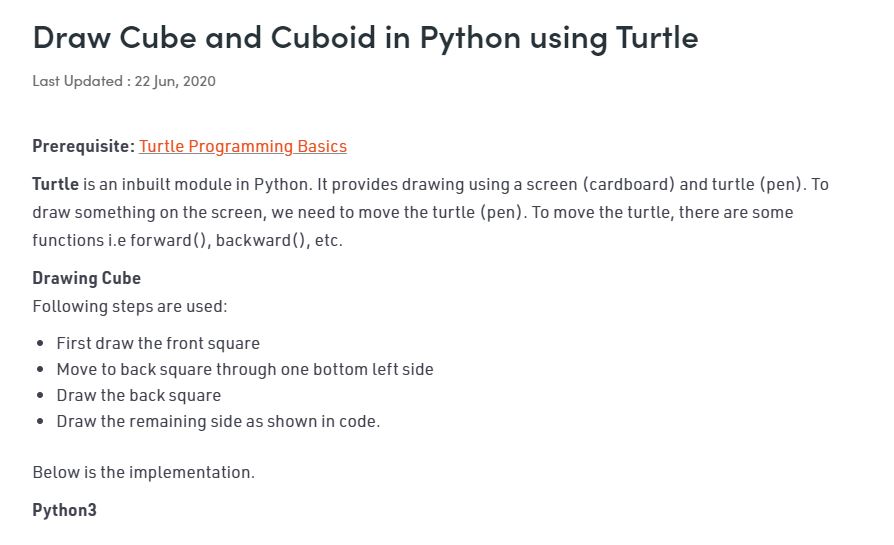 Draw Cube and Cuboid in Python using Turtle
Last Updated : 22 Jun, 2020
Prerequisite: Turtle Programming Basics
Turtle is an inbuilt module in Python. It provides drawing using a screen (cardboard) and turtle (pen). To
draw something on the screen, we need to move the turtle (pen). To move the turtle, there are some
functions i.e forward(), backward(), etc.
Drawing Cube
Following steps are used:
• First draw the front square
• Move to back square through one bottom left side
• Draw the back square
• Draw the remaining side as shown in code.
Below is the implementation.
Python3